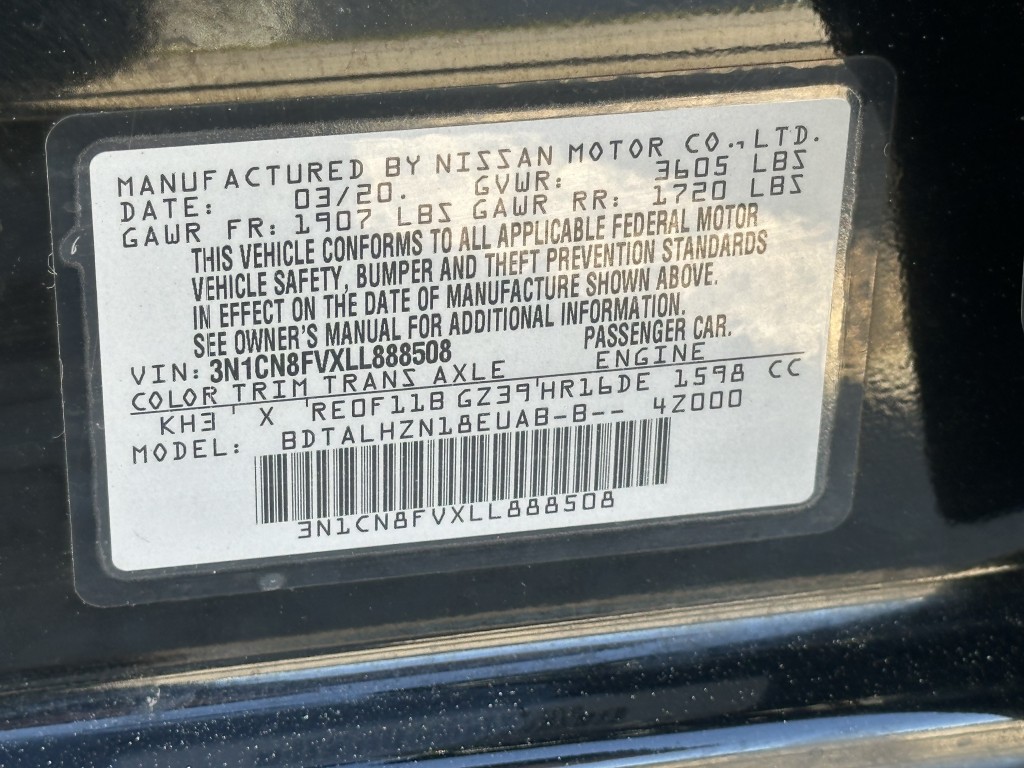 MANUFACTURED BY NISSAN MOTOR CO., LTD.
DATE: 03/20. GVWR: 3605 LBS
GAWR FR: 1907 LBS GAWR RR: 1720 LBS
THIS VEHICLE CONFORMS TO ALL APPLICABLE FEDERAL MOTOR
VEHICLE SAFETY, BUMPER AND THEFT PREVENTION STANDARDS
IN EFFECT ON THE DATE OF MANUFACTURE SHOWN ABOVE.
SEE OWNER'S MANUAL FOR ADDITIONAL INFORMATION.
VIN: 3N1CN8FVXLL888508 PASSENGER CAR.
COLOR TRIM TRANS AXLE ENGINE
KH3 X RE0F11B GZ39 HR16DE 1598 CC
MODEL: BDTALHZN18EUAB-B-- 4Z000
3N1CN8FVXLL888508